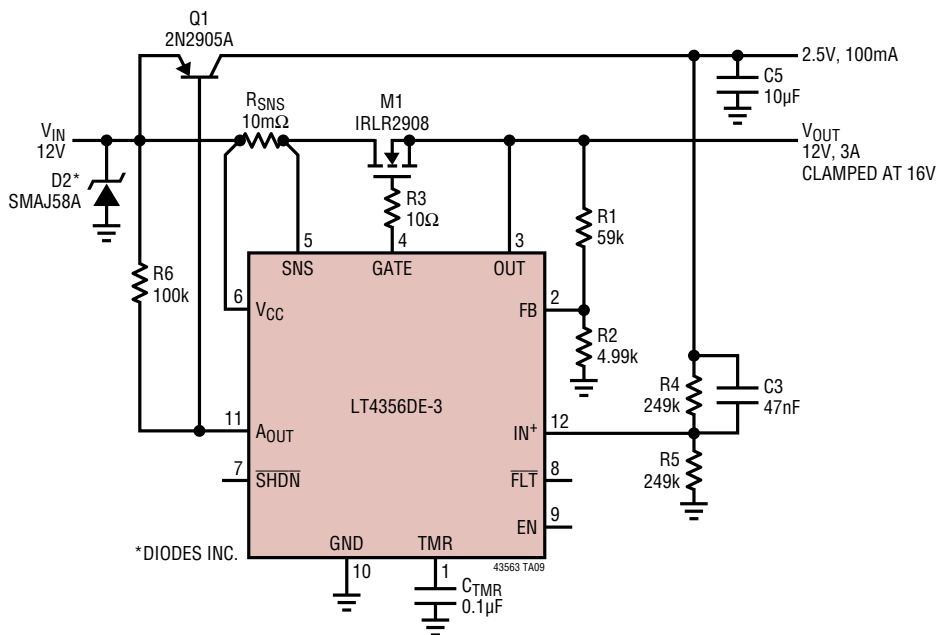 Q1
2N2905A
2.5V, 100mA
C5
10µF
RSNS
10mΩ
M1
IRLR2908
VIN
12V
VOUT
12V, 3A
CLAMPED AT 16V
D2*
SMAJ58A
R3
10Ω
R1
59k
5
4
3
SNS
GATE
OUT
R6
100k
6
VCC
2
FB
R2
4.99k
LT4356DE-3
R4
249k
C3
47nF
11
AOUT
12
IN+
7
SHDN
8
FLT
R5
249k
9
EN
*DIODES INC.
GND
TMR
43563 TA09
10
1
CTMR
0.1µF